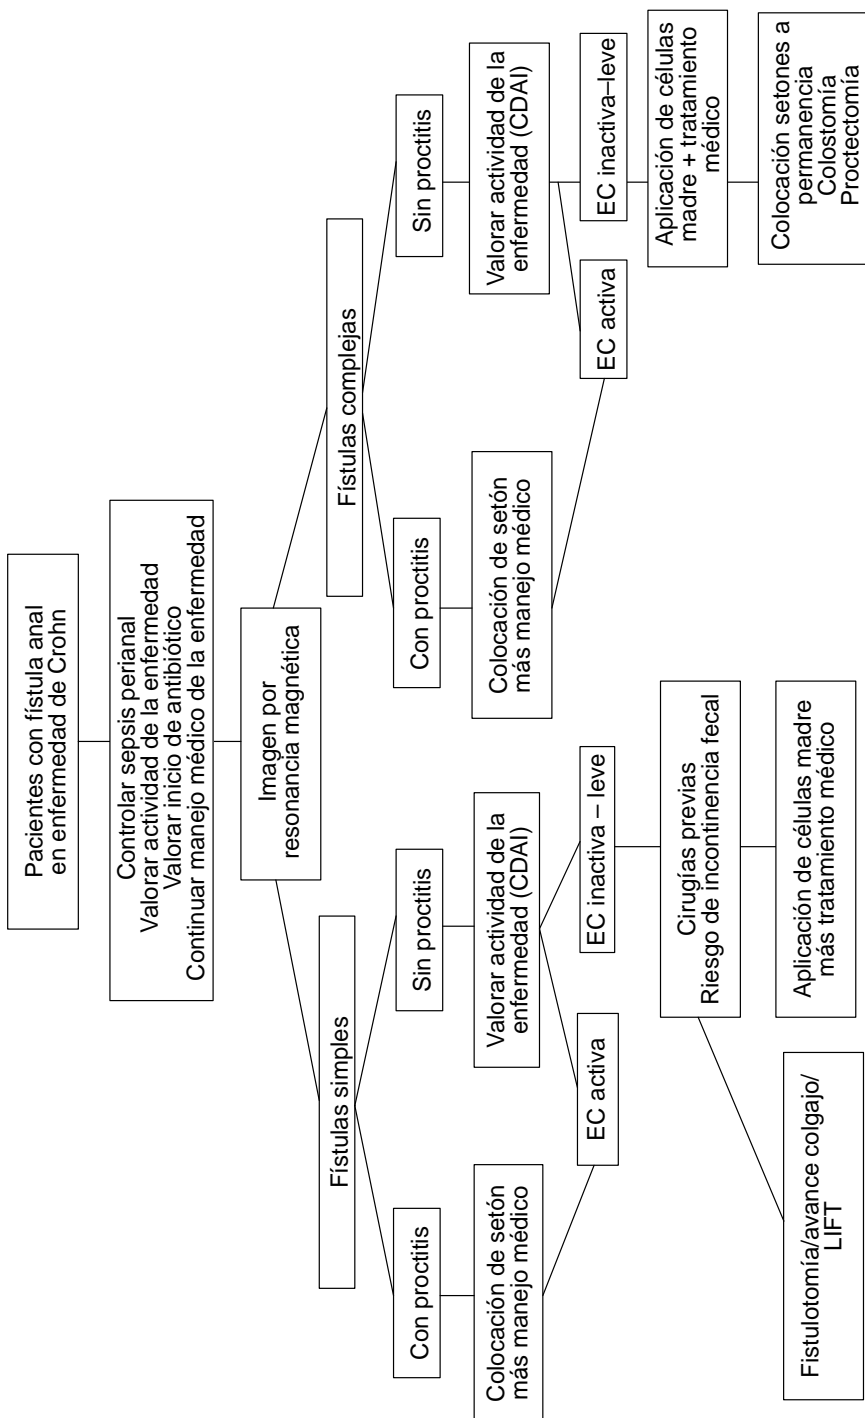 Pacientes con fístula anal
en enfermedad de Crohn
Controlar sepsis perianal
Valorar actividad de la enfermedad
Valorar inicio de antibiótico
Continuar manejo médico de la enfermedad
Imagen por
resonancia magnética
Fístulas simples
Fístulas complejas
Con proctitis
Sin proctitis
Con proctitis
Sin proctitis
Colocación de setón
más manejo médico
Valorar actividad de la
enfermedad (CDAI)
Colocación de setón
más manejo médico
Valorar actividad de la
enfermedad (CDAI)
EC activa
EC inactiva – leve
EC activa
EC inactiva–leve
Cirugías previas
Riesgo de incontinencia fecal
Aplicación de células
madre + tratamiento
médico
Fistulotomía/avance colgajo/
LIFT
Aplicación de células madre
más tratamiento médico
Colocación setones a
permanencia
Colostomía
Proctectomía